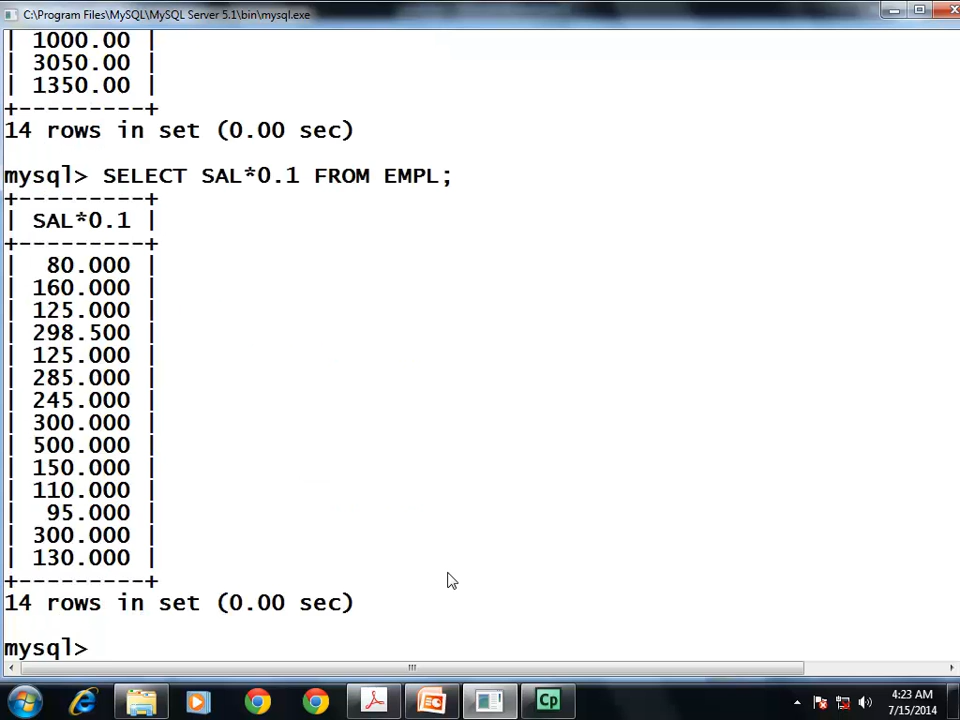 C:\Program Files\MySQL\MySQL Server 5.1\bin\mysql.exe
| 1000.00 |
| 3050.00 |
| 1350.00 |
+---------+
14 rows in set (0.00 sec)
mysql> SELECT SAL*0.1 FROM EMPL;
+---------+
| SAL*0.1 |
+---------+
|  80.000 |
| 160.000 |
| 125.000 |
| 298.500 |
| 125.000 |
| 285.000 |
| 245.000 |
| 300.000 |
| 500.000 |
| 150.000 |
| 110.000 |
|  95.000 |
| 300.000 |
| 130.000 |
+---------+
14 rows in set (0.00 sec)
mysql>
Cp
4:23 AM
7/15/2014